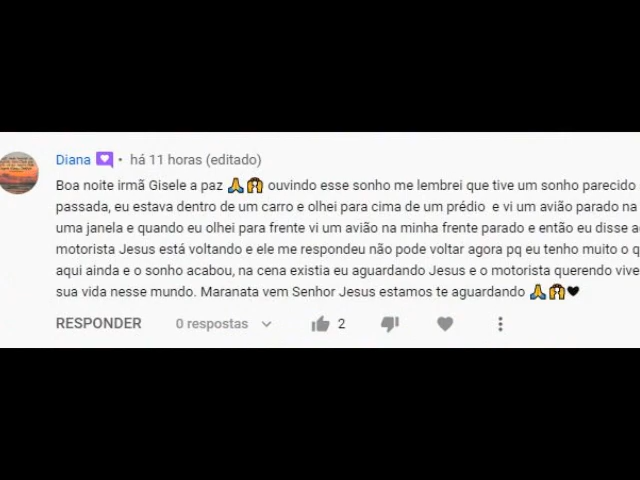 Diana • há 11 horas (editado)
Boa noite irmã Gisele a paz 🙏🙌 ouvindo esse sonho me lembrei que tive um sonho parecido
passada, eu estava dentro de um carro e olhei para cima de um prédio e vi um avião parado na
uma janela e quando eu olhei para frente vi um avião na minha frente parado e então eu disse a
motorista Jesus está voltando e ele me respondeu não pode voltar agora pq eu tenho muito o q
aqui ainda e o sonho acabou, na cena existia eu aguardando Jesus e o motorista querendo vive
sua vida nesse mundo. Maranata vem Senhor Jesus estamos te aguardando 🙏🙌🖤
RESPONDER 0 respostas 2